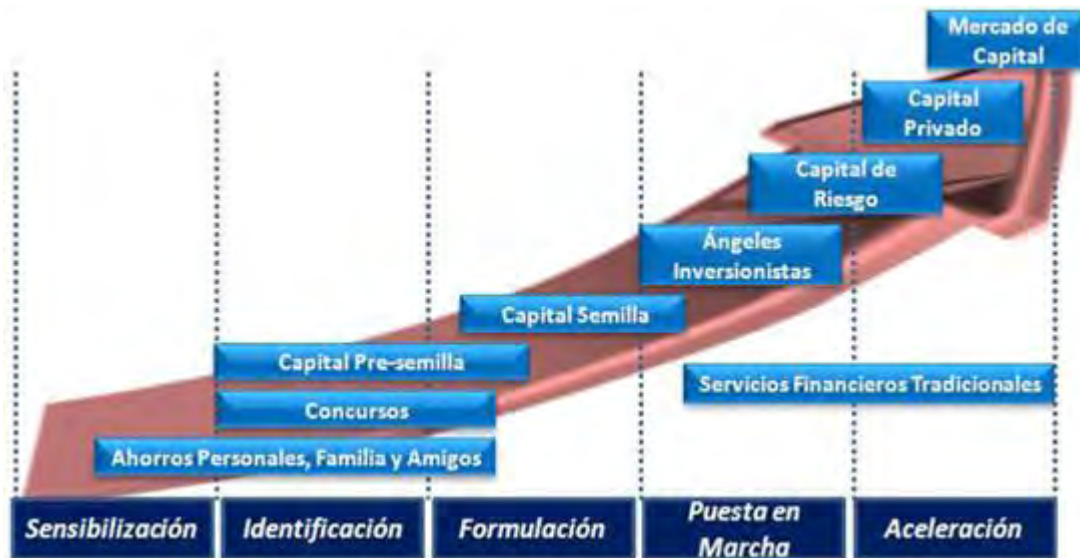 Mercado de
Capital
Capital
Privado
Capital de
Riesgo
Ángeles
Inversionistas
Capital Semilla
Capital Pre-semilla
Servicios Financieros Tradicionales
Concursos
Ahorros Personales, Familia y Amigos
Sensibilización
Identificación
Formulación
Puesta en
Marcha
Aceleración